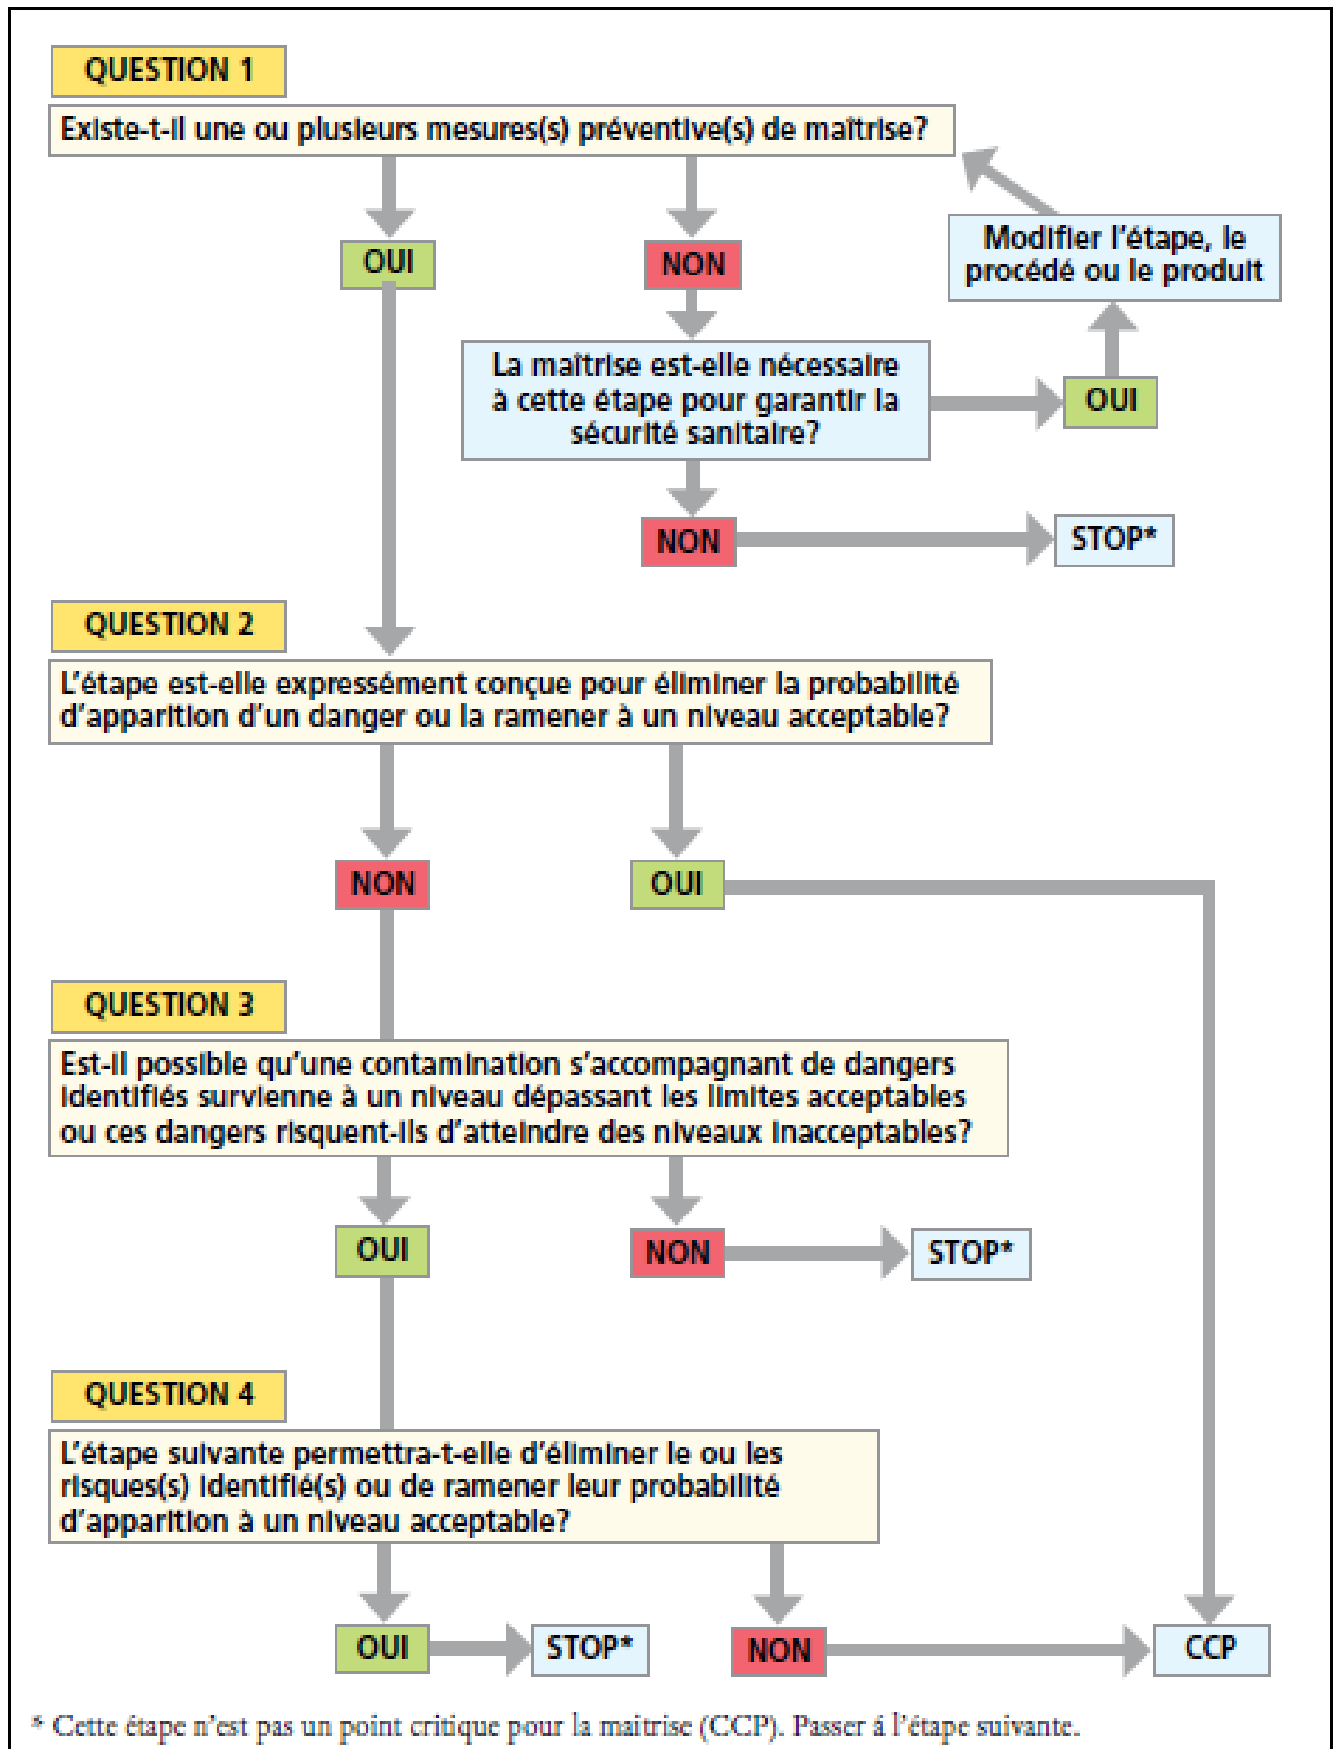 QUESTION 1
Existe-t-il une ou plusieurs mesures(s) préventive(s) de maîtrise?
OUI
NON
Modifier l'étape, le
procédé ou le produit
La maîtrise est-elle nécessaire
à cette étape pour garantir la
sécurité sanitaire?
OUI
NON
STOP*
QUESTION 2
L'étape est-elle expressément conçue pour éliminer la probabilité
d'apparition d'un danger ou la ramener à un niveau acceptable?
NON
OUI
QUESTION 3
Est-il possible qu'une contamination s'accompagnant de dangers
identifiés survienne à un niveau dépassant les limites acceptables
ou ces dangers risquent-ils d'atteindre des niveaux inacceptables?
OUI
NON
STOP*
QUESTION 4
L'étape suivante permettra-t-elle d'éliminer le ou les
risques(s) identifié(s) ou de ramener leur probabilité
d'apparition à un niveau acceptable?
OUI
STOP*
NON
CCP
* Cette étape n'est pas un point critique pour la maitrise (CCP). Passer á l'étape suivante.